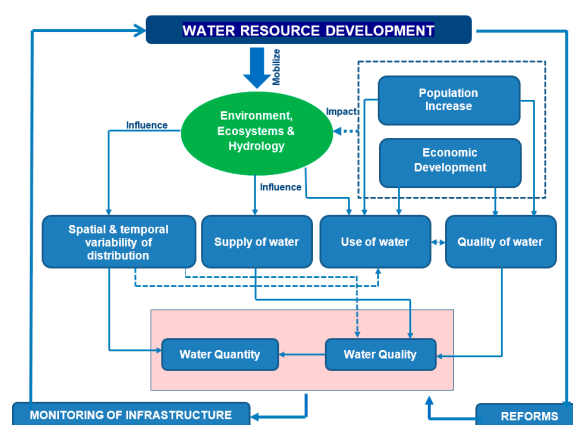 WATER RESOURCE DEVELOPMENT
Mobilize
Environment,
Ecosystems &
Hydrology
Impact
Population
Increase
Economic
Development
Influence
Influence
Spatial & temporal
variability of
distribution
Supply of water
Use of water
Quality of water
Water Quantity
Water Quality
MONITORING OF INFRASTRUCTURE
REFORMS